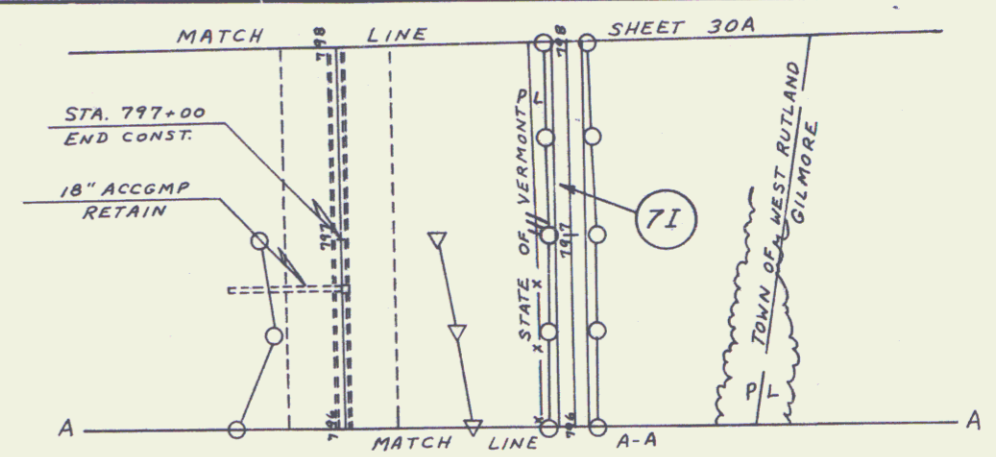 MATCH LINE SHEET 30A
798
798
STA. 797+00
END CONST.
18" ACCGMP
RETAIN
797
797
P L
STATE OF VERMONT
7I
TOWN OF WEST RUTLAND
GILMORE
P L
796
796
A
MATCH LINE A-A
A